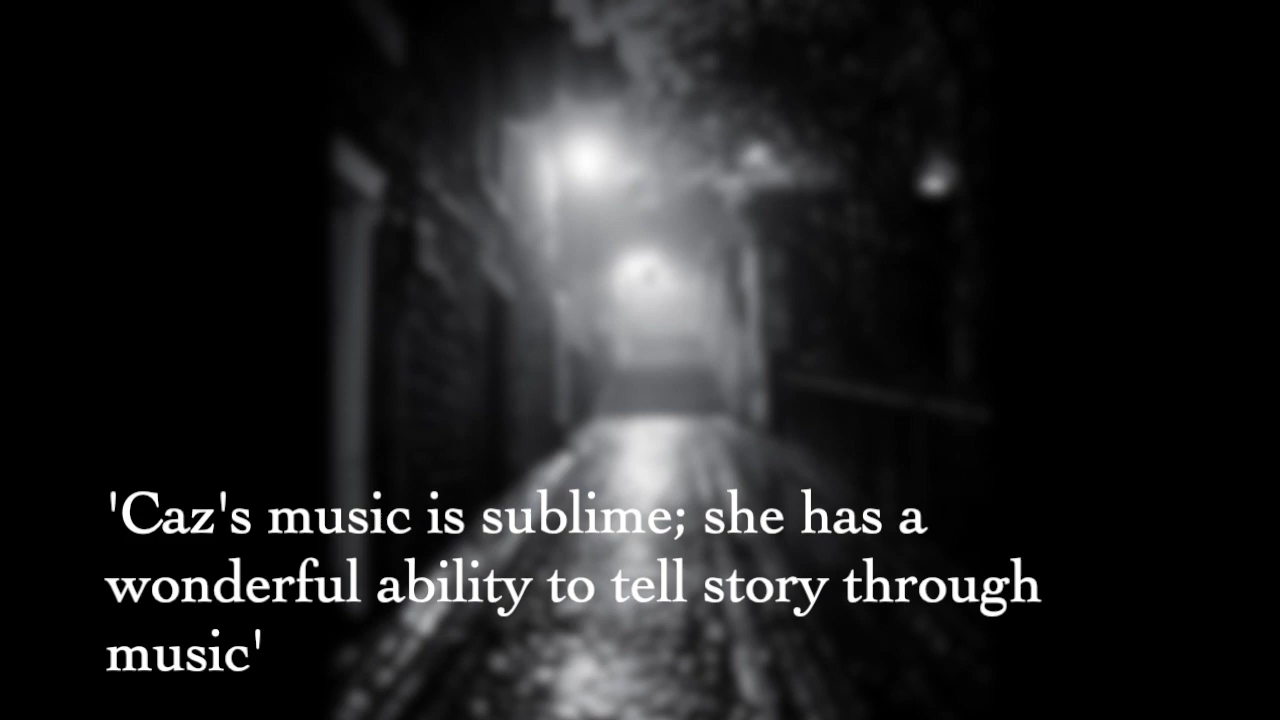 'Caz's music is sublime; she has a
wonderful ability to tell story through
music'